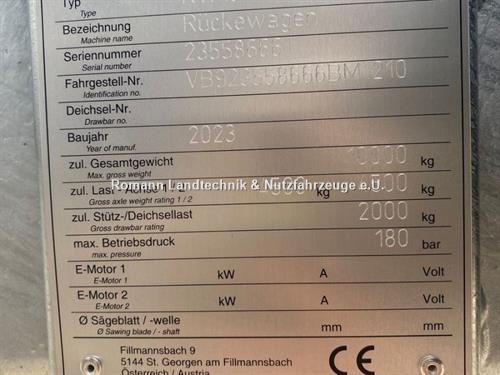 Typ
Type
Bezeichnung Rückewagen
Machine name
Seriennummer 23558666
Serial number
Fahrgestell-Nr. VB923558666BM1210
Identification no.
Deichsel-Nr.
Drawbar no.
Baujahr 2023
Year of manuf.
zul. Gesamtgewicht 10000 kg
Max. gross weight
zul. Last - Achse 1 / 2 kg kg
Gross axle weight rating 1 / 2
Romann Landtechnik & Nutzfahrzeuge e.U.
zul. Stütz-/Deichsellast 2000 kg
Gross drawbar rating
max. Betriebsdruck 180 bar
max. pressure
E-Motor 1 kW A Volt
E-Motor 1
E-Motor 2 kW A Volt
E-Motor 2
Ø Sägeblatt / -welle mm mm
Ø Sawing blade / - shaft
Fillmannsbach 9
5144 St. Georgen am Fillmannsbach
Österreich / Austria
CE